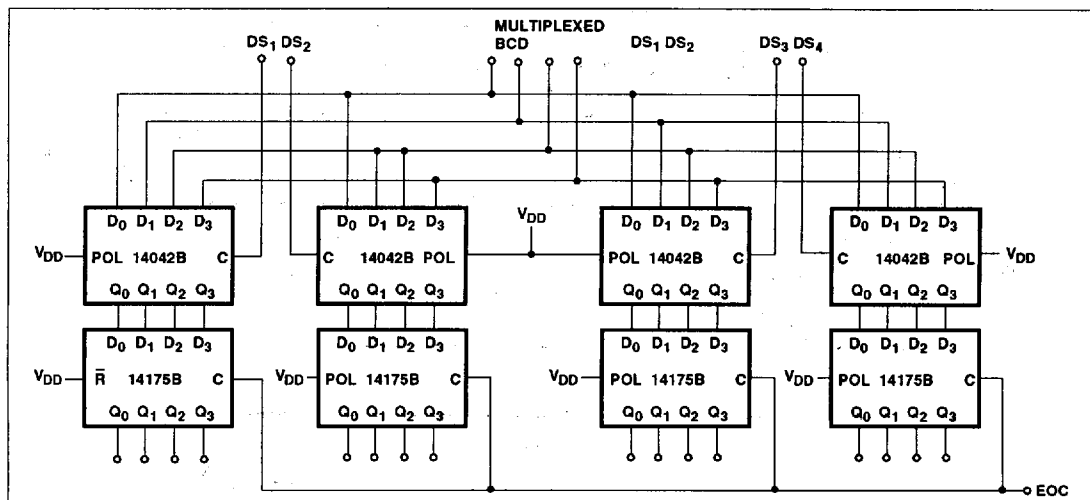 MULTIPLEXED
DS1 DS2 BCD DS1 DS2 DS3 DS4
D0 D1 D2 D3 D0 D1 D2 D3 VDD D0 D1 D2 D3 D0 D1 D2 D3
VDD POL 14042B C C 14042B POL POL 14042B C C 14042B POL VDD
Q0 Q1 Q2 Q3 Q0 Q1 Q2 Q3 Q0 Q1 Q2 Q3 Q0 Q1 Q2 Q3
D0 D1 D2 D3 D0 D1 D2 D3 D0 D1 D2 D3 D0 D1 D2 D3
VDD R̅ 14175B C VDD POL 14175B C VDD POL 14175B C VDD POL 14175B C
Q0 Q1 Q2 Q3 Q0 Q1 Q2 Q3 Q0 Q1 Q2 Q3 Q0 Q1 Q2 Q3
EOC